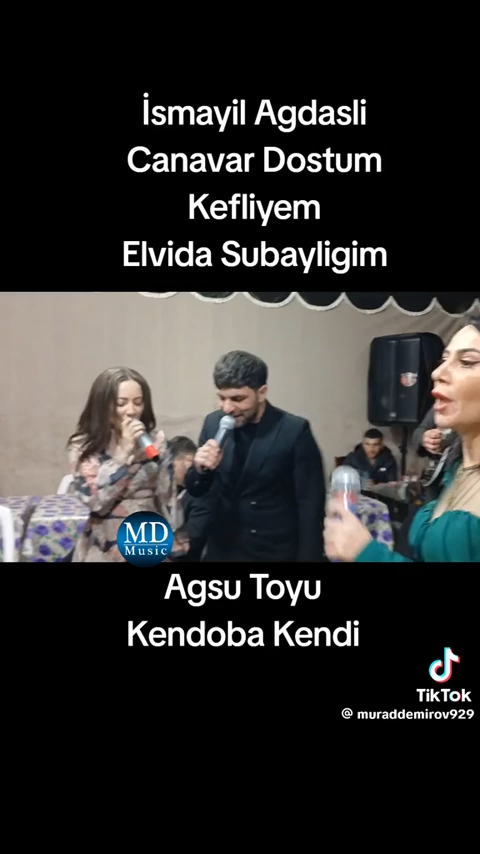 İsmayil Agdasli
Canavar Dostum
Kefliyem
Elvida Subayligim
MD
Music
Agsu Toyu
Kendoba Kendi
TikTok
@ muraddemirov929